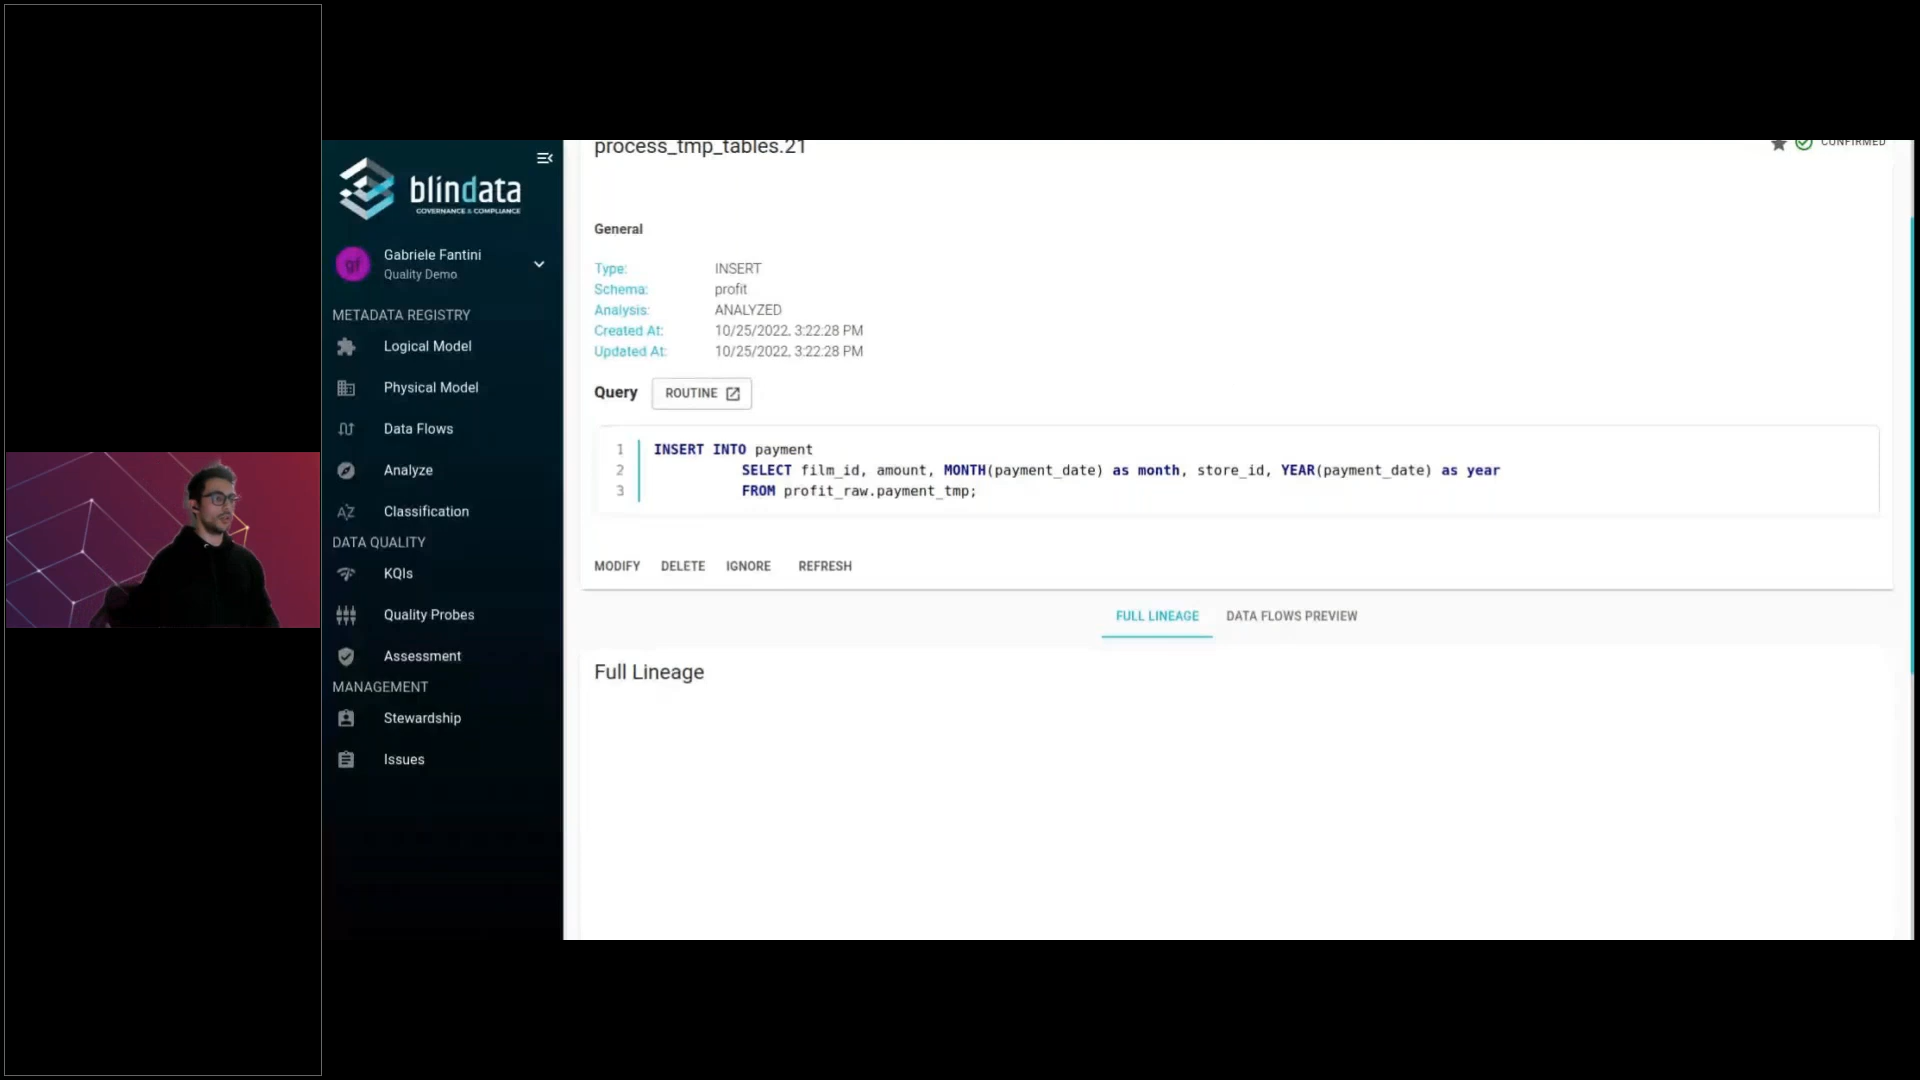 blindata
GOVERNANCE & COMPLIANCE
gf
Gabriele Fantini
Quality Demo
METADATA REGISTRY
Logical Model
Physical Model
Data Flows
Analyze
Classification
DATA QUALITY
KQIs
Quality Probes
Assessment
MANAGEMENT
Stewardship
Issues
process_tmp_tables.21
CONFIRMED
General
Type: INSERT
Schema: profit
Analysis: ANALYZED
Created At: 10/25/2022, 3:22:28 PM
Updated At: 10/25/2022, 3:22:28 PM
Query ROUTINE
1 INSERT INTO payment
2 SELECT film_id, amount, MONTH(payment_date) as month, store_id, YEAR(payment_date) as year
3 FROM profit_raw.payment_tmp;
MODIFY DELETE IGNORE REFRESH
FULL LINEAGE DATA FLOWS PREVIEW
Full Lineage